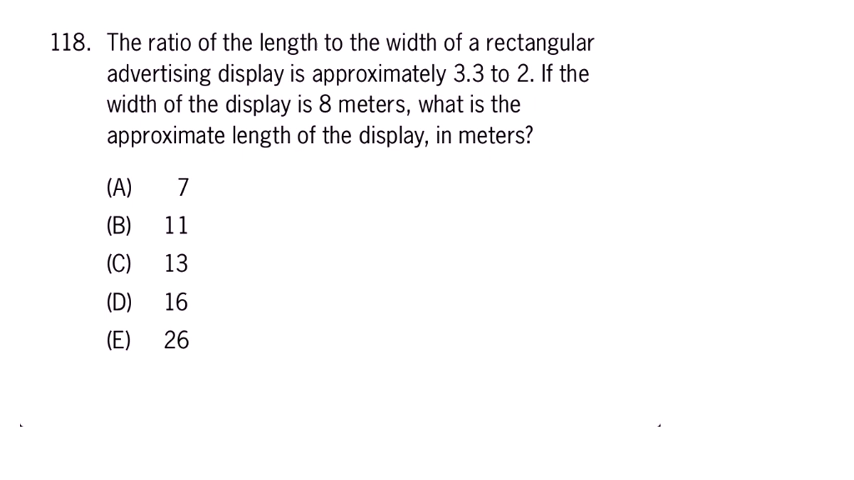 118. The ratio of the length to the width of a rectangular
advertising display is approximately 3.3 to 2. If the
width of the display is 8 meters, what is the
approximate length of the display, in meters?
(A) 7
(B) 11
(C) 13
(D) 16
(E) 26